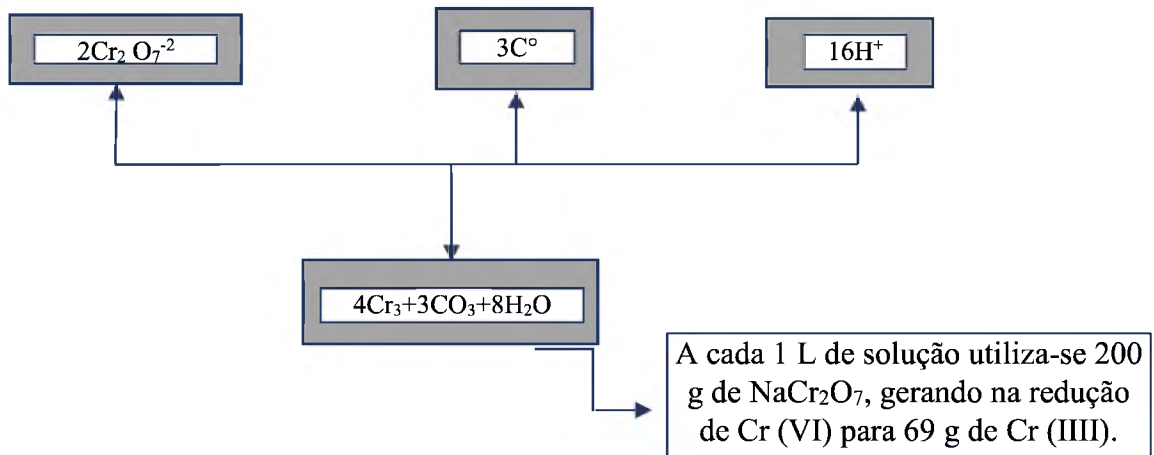 2Cr₂ O₇⁻²
3C°
16H⁺
4Cr₃+3CO₃+8H₂O
A cada 1 L de solução utiliza-se 200
g de NaCr₂O₇, gerando na redução
de Cr (VI) para 69 g de Cr (IIII).